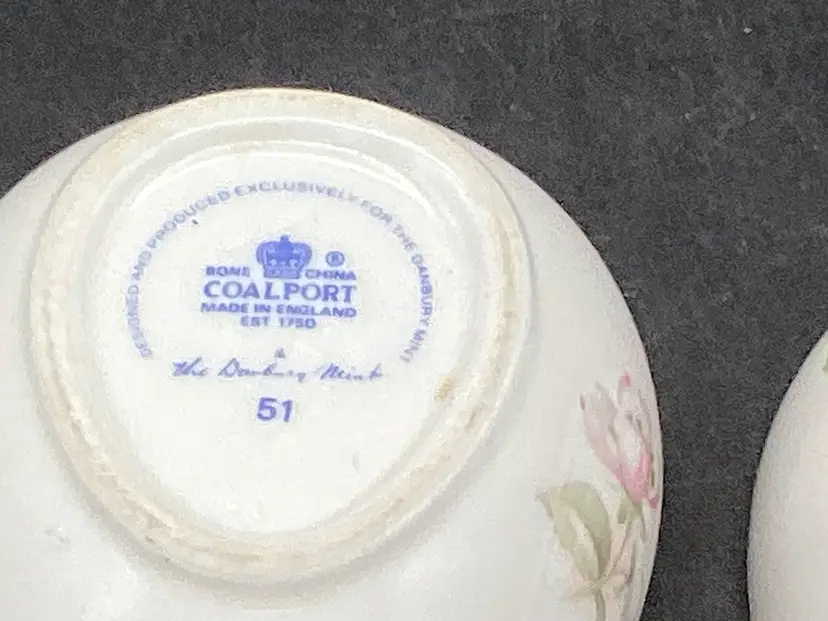 DESIGNED AND PRODUCED EXCLUSIVELY FOR THE DANBURY MINT
BONE CHINA ®
COALPORT
MADE IN ENGLAND
EST 1750
&
The Danbury Mint
51